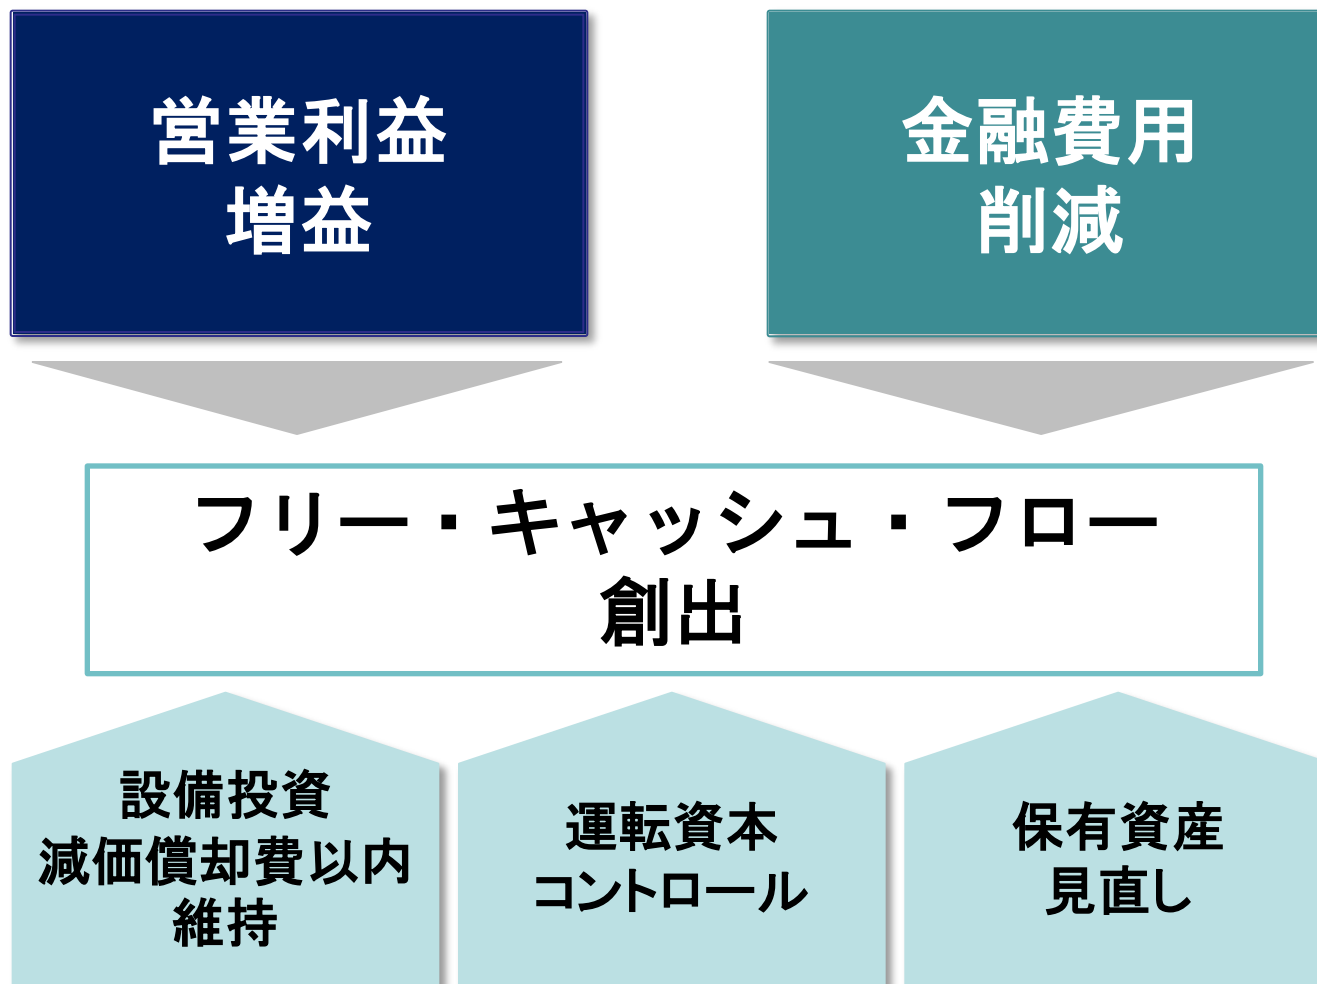 営業利益
増益
金融費用
削減
フリー・キャッシュ・フロー
創出
設備投資
減価償却費以内
維持
運転資本
コントロール
保有資産
見直し